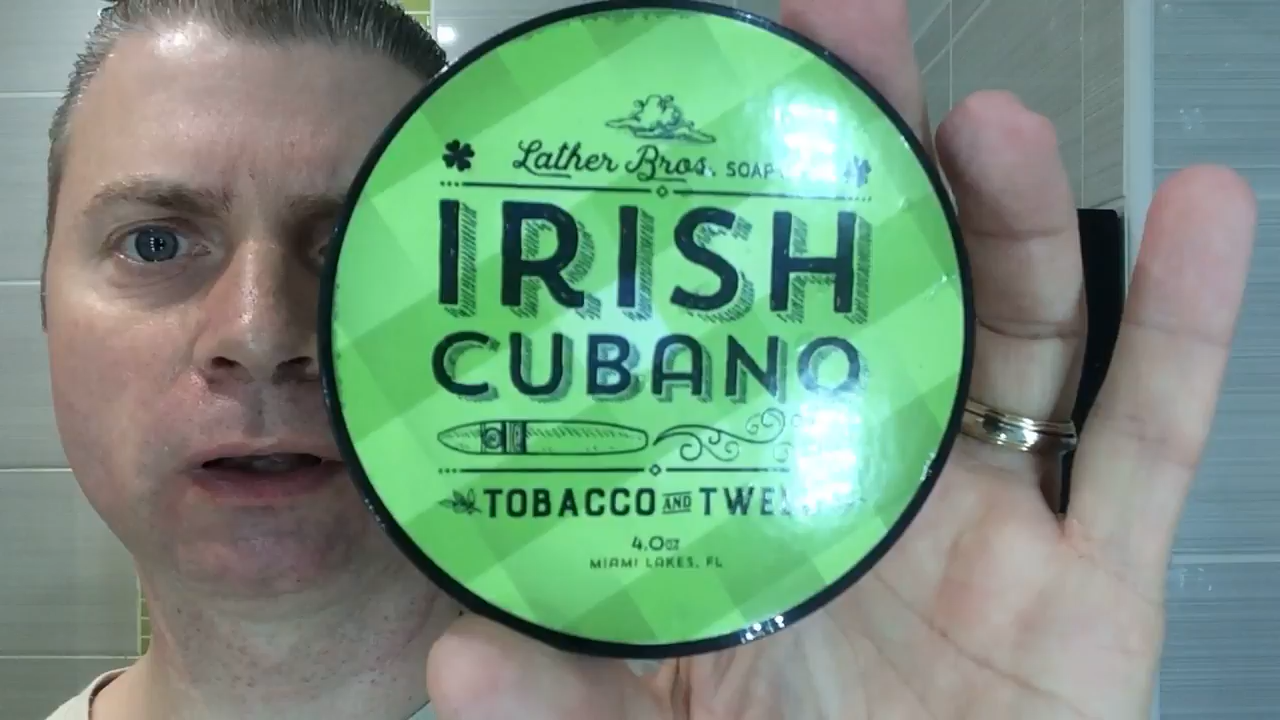 Lather Bros. SOAP
IRISH
CUBANO
TOBACCO AND
4.0oz
MIAMI LAKES, FL